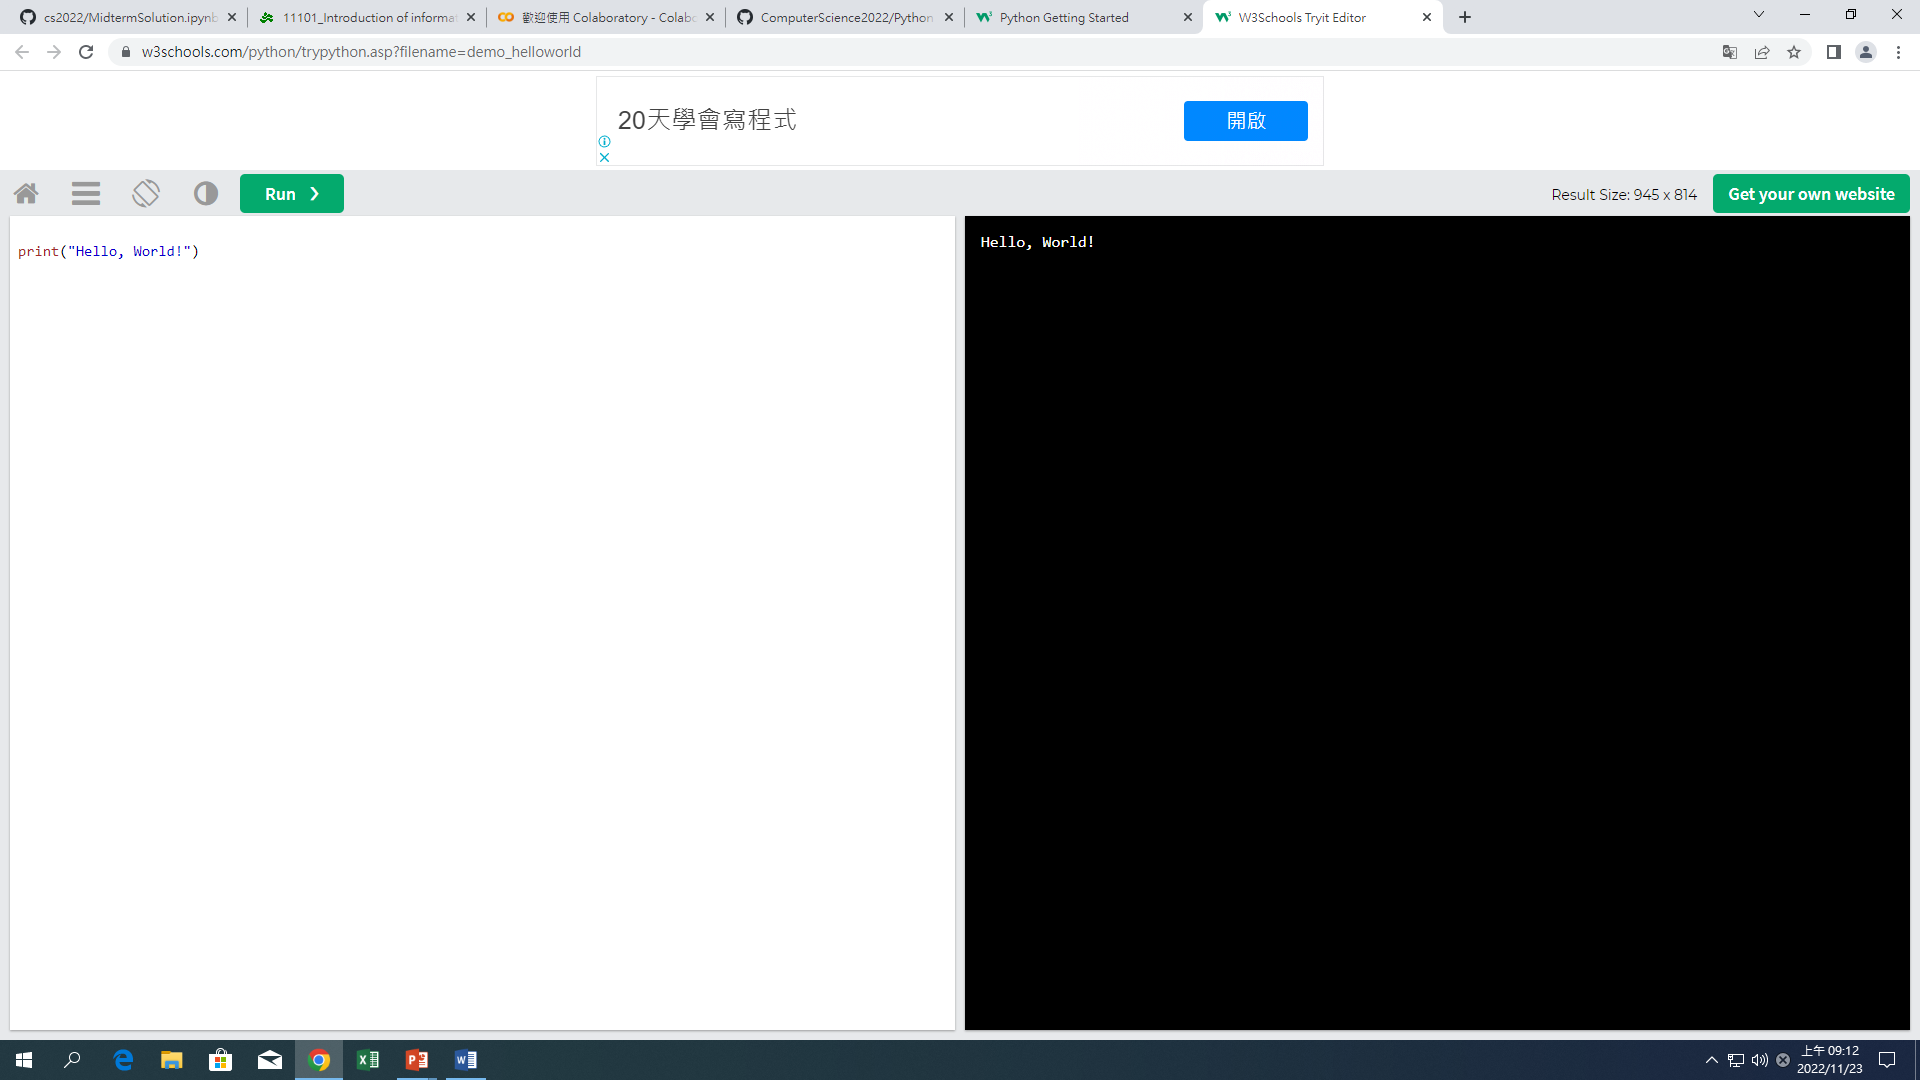 cs2022/MidtermSolution.ipynb
11101_Introduction of informat
歡迎使用 Colaboratory - Colabo
ComputerScience2022/Python
Python Getting Started
W3Schools Tryit Editor
w3schools.com/python/trypython.asp?filename=demo_helloworld
20天學會寫程式
開啟
Run ❯
Result Size: 945 x 814
Get your own website
print("Hello, World!")
Hello, World!
上午 09:12
2022/11/23